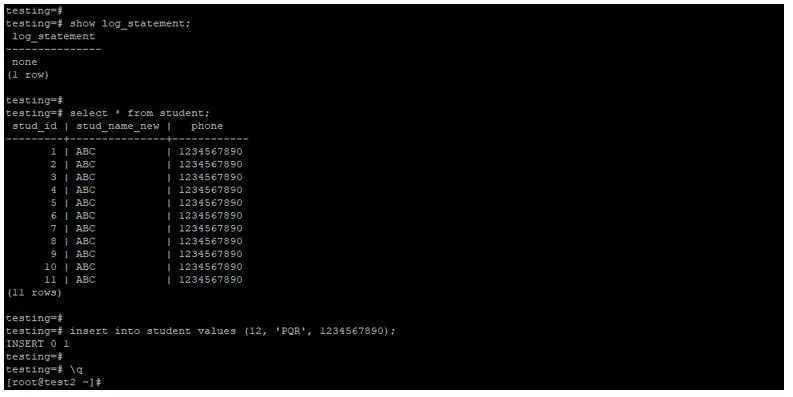 testing=#
testing=# show log_statement;
 log_statement
---------------
 none
(1 row)
testing=#
testing=# select * from student;
 stud_id | stud_name_new |   phone
---------+---------------+------------
       1 | ABC           | 1234567890
       2 | ABC           | 1234567890
       3 | ABC           | 1234567890
       4 | ABC           | 1234567890
       5 | ABC           | 1234567890
       6 | ABC           | 1234567890
       7 | ABC           | 1234567890
       8 | ABC           | 1234567890
       9 | ABC           | 1234567890
      10 | ABC           | 1234567890
      11 | ABC           | 1234567890
(11 rows)
testing=#
testing=# insert into student values (12, 'PQR', 1234567890);
INSERT 0 1
testing=#
testing=# \q
[root@test2 ~]#